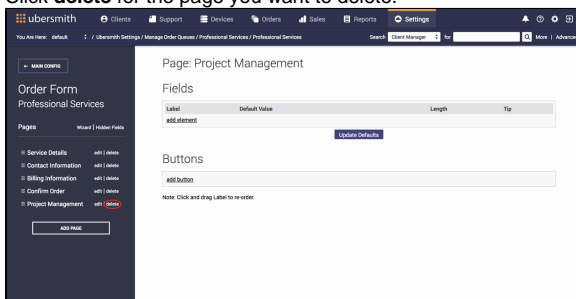 Click delete for the page you want to delete.
ubersmith Clients Support Devices Orders Sales Reports Settings
You Are Here: default / Ubersmith Settings / Manage Order Queues / Professional Services / Professional Services Search Client Manager for More | Advance
← MAIN CONFIG
Page: Project Management
Order Form
Professional Services
Fields
Label Default Value Length Tip
add element
Update Defaults
Pages Wizard | Hidden Fields
Service Details edit | delete
Contact Information edit | delete
Billing Information edit | delete
Confirm Order edit | delete
Project Management edit | delete
Buttons
add button
Note: Click and drag Label to re-order.
ADD PAGE